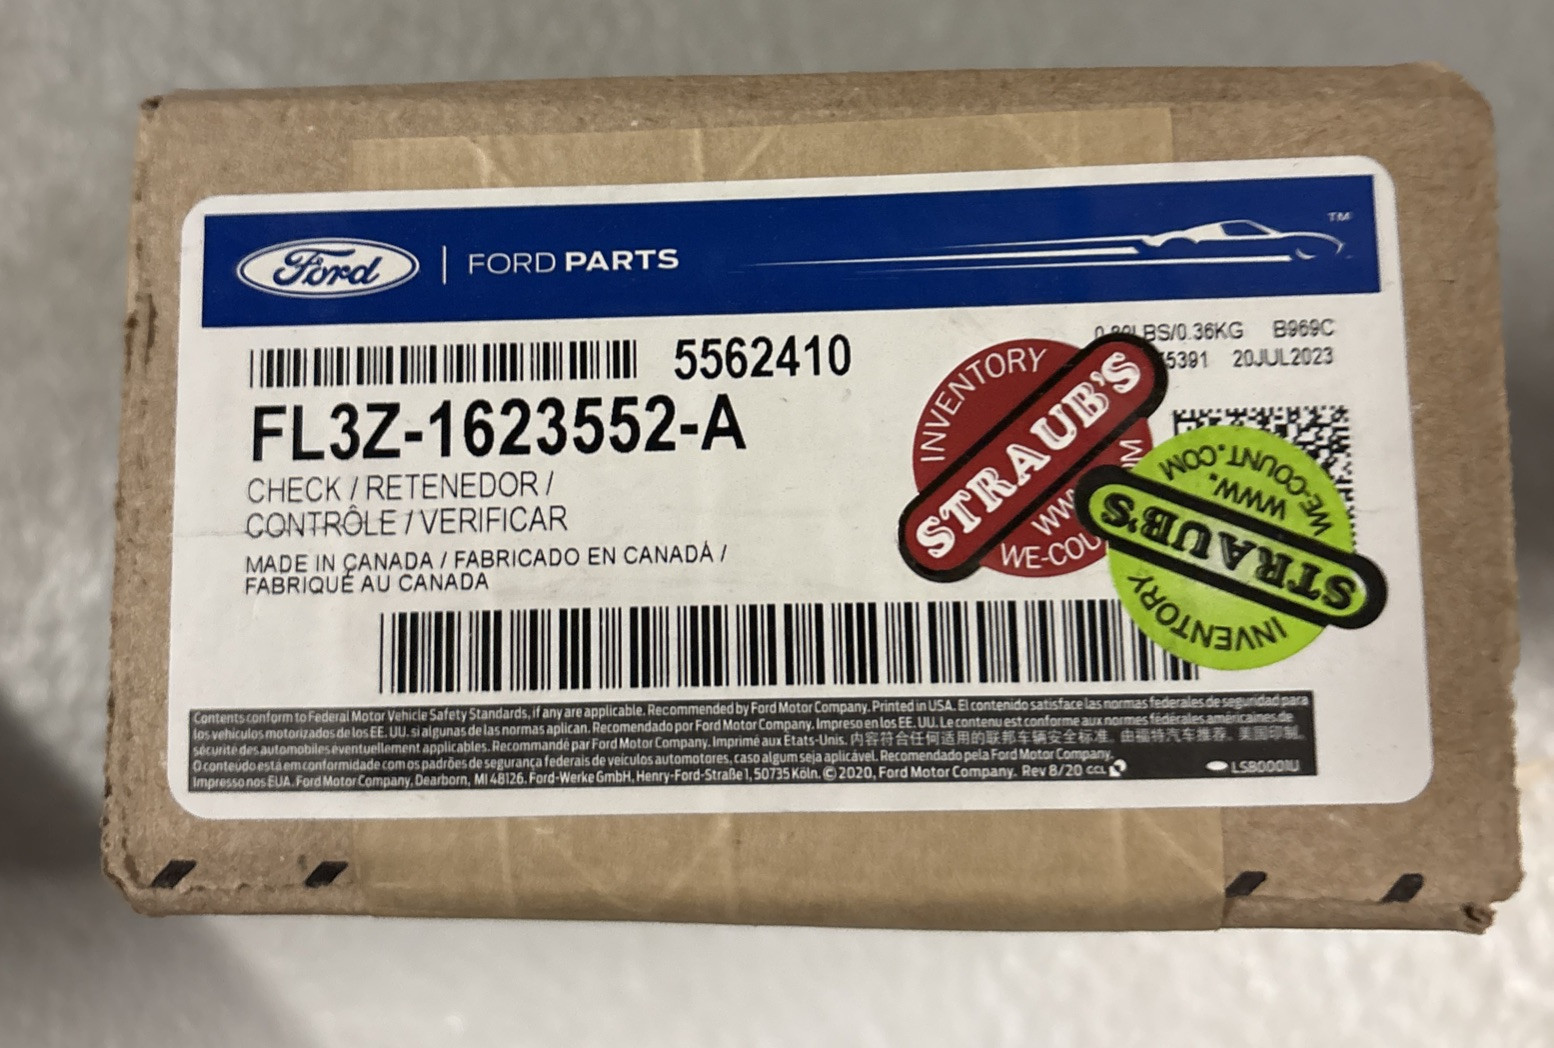 Ford | FORD PARTS
TM
5562410
FL3Z-1623552-A
CHECK / RETENEDOR /
CONTRÔLE / VERIFICAR
MADE IN CANADA / FABRICADO EN CANADÁ /
FABRIQUÉ AU CANADA
LBS/0.36KG B969C
5391 20JUL2023
INVENTORY
STRAUB'S
WE-COU
INVENTORY
STRAUB'S
WWW.
WE-COUNT.COM
Contents conform to Federal Motor Vehicle Safety Standards, if any are applicable. Recommended by Ford Motor Company. Printed in USA. El contenido satisface las normas federales de seguridad para
los vehículos motorizados de los EE. UU. si algunas de las normas aplican. Recomendado por Ford Motor Company. Impreso en los EE. UU. Le contenu est conforme aux normes fédérales américaines de
sécurité des automobiles éventuellement applicables. Recommandé par Ford Motor Company. Imprimé aux États-Unis. 内容符合任何适用的联邦车辆安全标准. 由福特汽车推荐. 美国印制.
O conteúdo está em conformidade com os padrões de segurança federais de veículos automotores, caso algum seja aplicável. Recomendado pela Ford Motor Company.
Impresso nos EUA. Ford Motor Company, Dearborn, MI 48126. Ford-Werke GmbH, Henry-Ford-Straße 1, 50735 Köln. © 2020, Ford Motor Company. Rev 8/20 CCL
LSB0001U